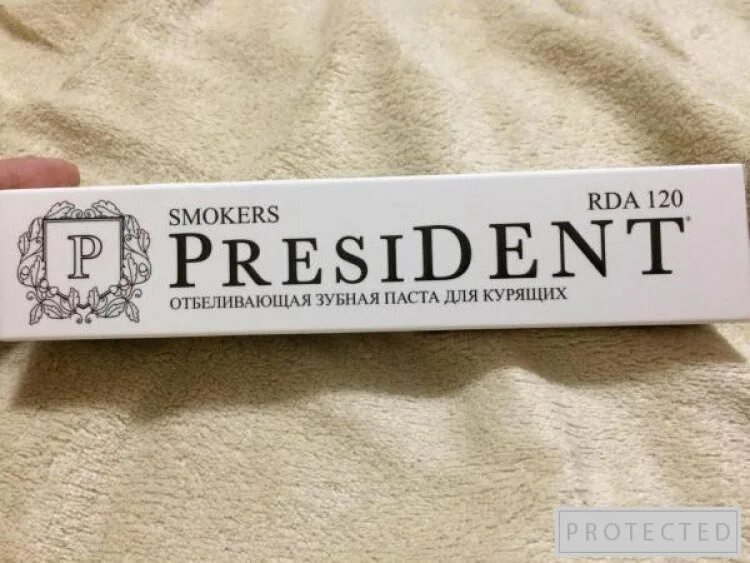 P
SMOKERS
RDA 120
PRESIDENT®
ОТБЕЛИВАЮЩАЯ ЗУБНАЯ ПАСТА ДЛЯ КУРЯЩИХ
PROTECTED